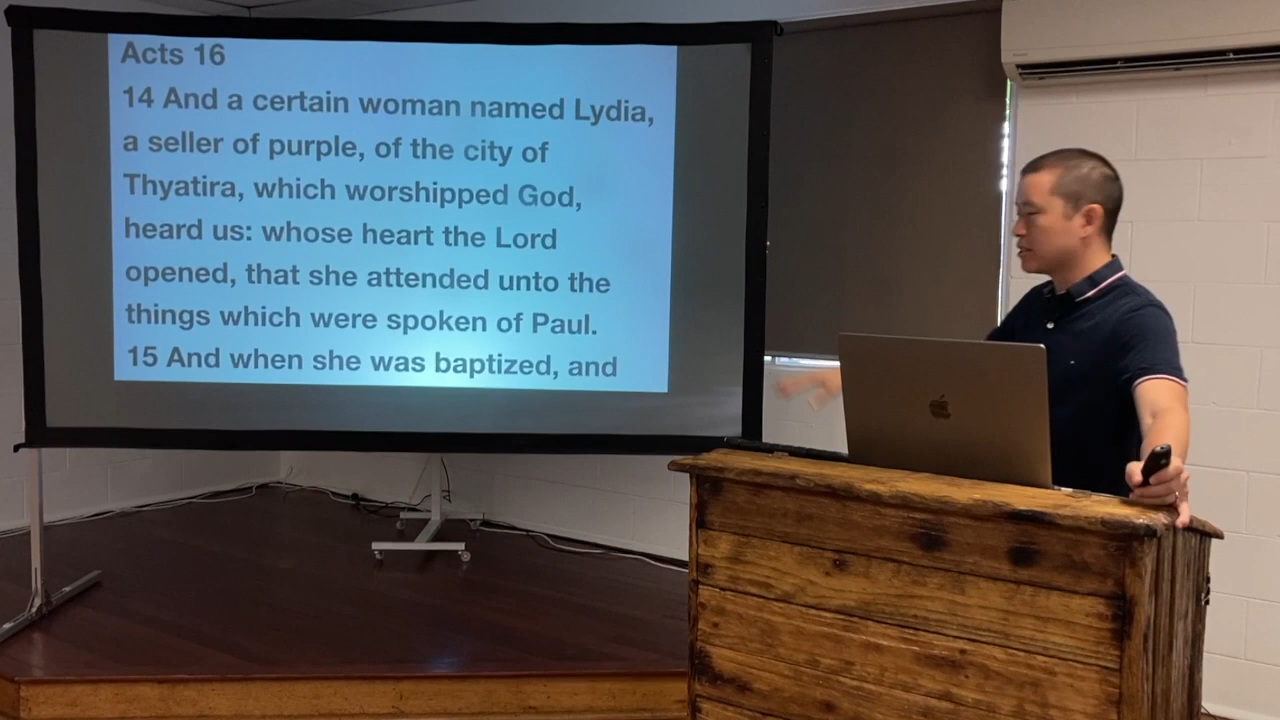 Acts 16
14 And a certain woman named Lydia,
a seller of purple, of the city of
Thyatira, which worshipped God,
heard us: whose heart the Lord
opened, that she attended unto the
things which were spoken of Paul.
15 And when she was baptized, and